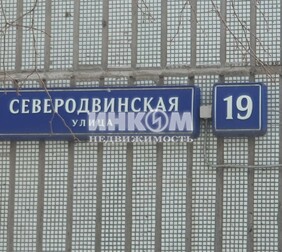 СЕВЕРОДВИНСКАЯ 19
УЛИЦА
ИНКОМ
НЕДВИЖИМОСТЬ